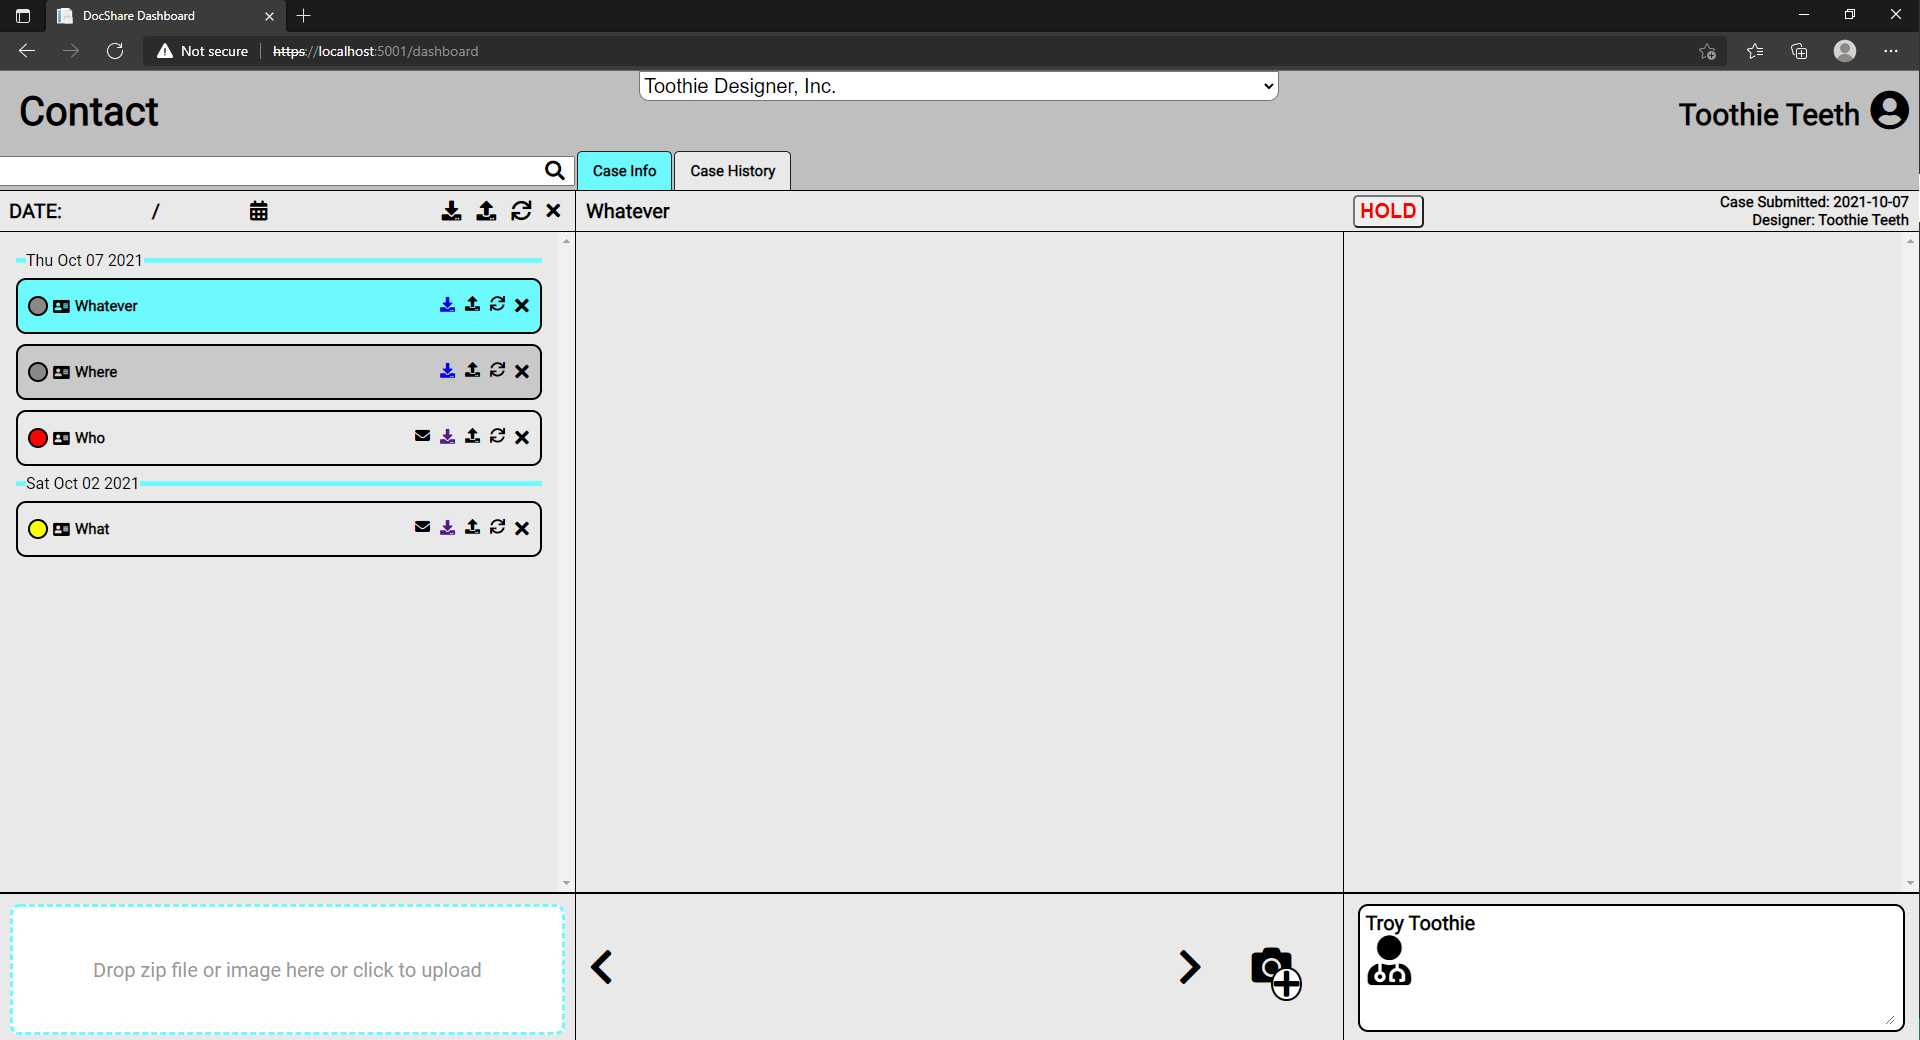 DocShare Dashboard
Not secure
https://localhost:5001/dashboard
Toothie Designer, Inc.
Contact
Toothie Teeth
Case Info
Case History
DATE: /
Whatever
HOLD
Case Submitted: 2021-10-07
Designer: Toothie Teeth
Thu Oct 07 2021
Whatever
Where
Who
Sat Oct 02 2021
What
Drop zip file or image here or click to upload
Troy Toothie